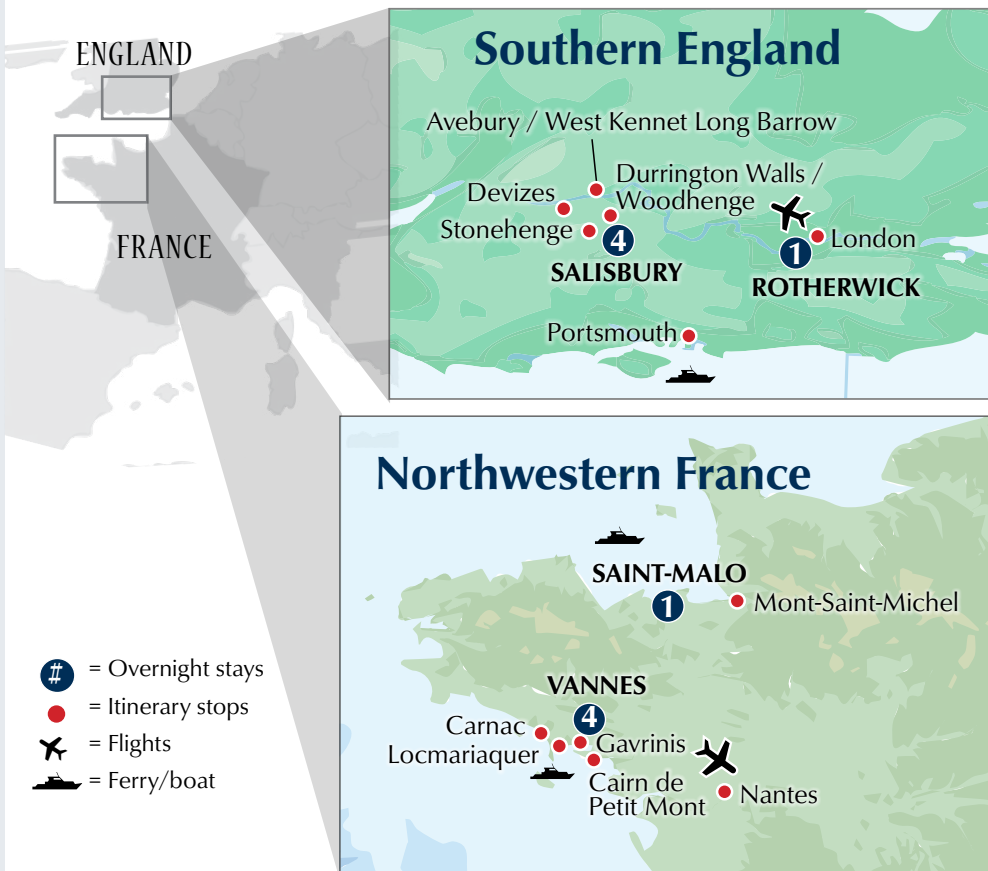 ENGLAND
FRANCE
Southern England
Avebury / West Kennet Long Barrow
Durrington Walls /
Woodhenge
Devizes
Stonehenge
4
SALISBURY
London
1
ROTHERWICK
Portsmouth
Northwestern France
SAINT-MALO
1
Mont-Saint-Michel
VANNES
4
Carnac
Locmariaquer
Gavrinis
Cairn de
Petit Mont
Nantes
# = Overnight stays
= Itinerary stops
= Flights
= Ferry/boat